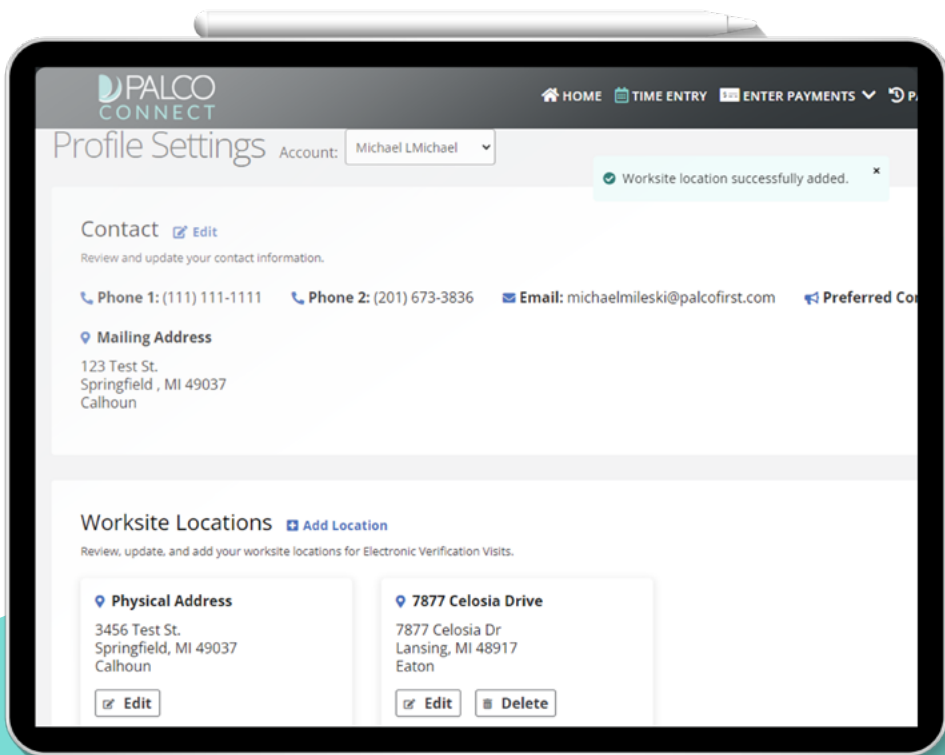 PALCO
CONNECT
HOME TIME ENTRY ENTER PAYMENTS
Profile Settings Account: Michael LMichael
Worksite location successfully added. ×
Contact Edit
Review and update your contact information.
Phone 1: (111) 111-1111 Phone 2: (201) 673-3836 Email: michaelmileski@palcofirst.com Preferred
Mailing Address
123 Test St.
Springfield , MI 49037
Calhoun
Worksite Locations Add Location
Review, update, and add your worksite locations for Electronic Verification Visits.
Physical Address 7877 Celosia Drive
3456 Test St. 7877 Celosia Dr
Springfield, MI 49037 Lansing, MI 48917
Calhoun Eaton
Edit Edit Delete